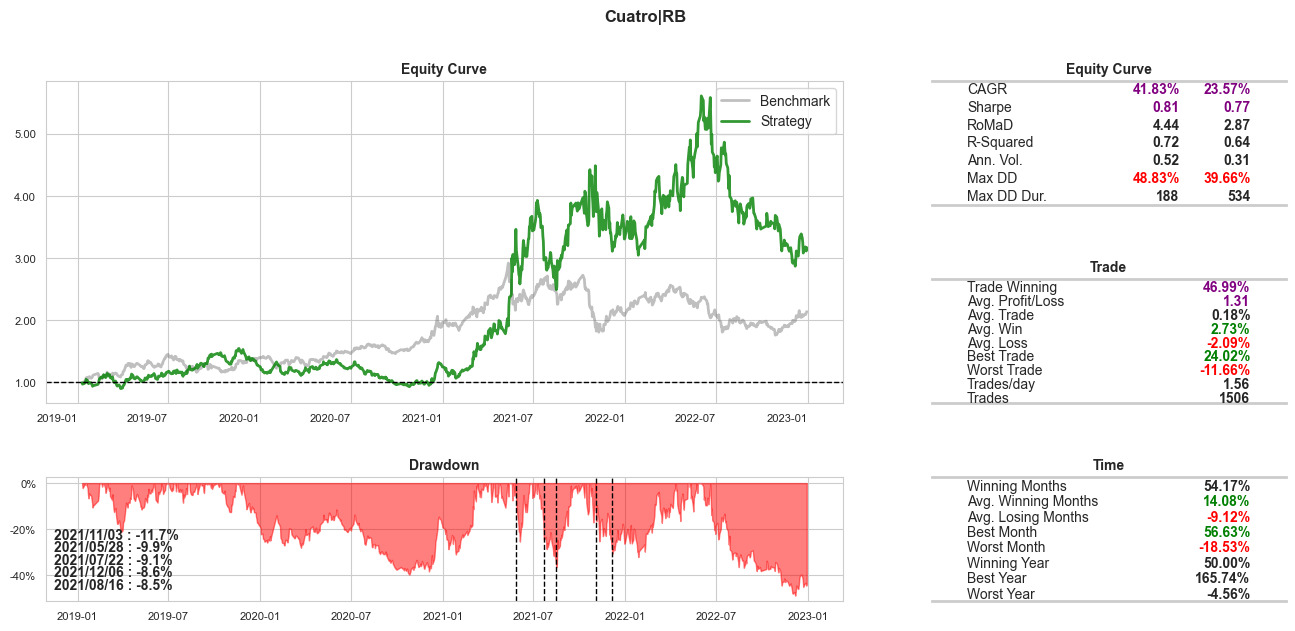 Cuatro|RB
Equity Curve
Benchmark
Strategy
5.00
4.00
3.00
2.00
1.00
2019-01 2019-07 2020-01 2020-07 2021-01 2021-07 2022-01 2022-07 2023-01
Equity Curve
CAGR 41.83% 23.57%
Sharpe 0.81 0.77
RoMaD 4.44 2.87
R-Squared 0.72 0.64
Ann. Vol. 0.52 0.31
Max DD 48.83% 39.66%
Max DD Dur. 188 534
Trade
Trade Winning 46.99%
Avg. Profit/Loss 1.31
Avg. Trade 0.18%
Avg. Win 2.73%
Avg. Loss -2.09%
Best Trade 24.02%
Worst Trade -11.66%
Trades/day 1.56
Trades 1506
Drawdown
0%
-20%
-40%
2021/11/03 : -11.7%
2021/05/28 : -9.9%
2021/07/22 : -9.1%
2021/12/06 : -8.6%
2021/08/16 : -8.5%
2019-01 2019-07 2020-01 2020-07 2021-01 2021-07 2022-01 2022-07 2023-01
Time
Winning Months 54.17%
Avg. Winning Months 14.08%
Avg. Losing Months -9.12%
Best Month 56.63%
Worst Month -18.53%
Winning Year 50.00%
Best Year 165.74%
Worst Year -4.56%